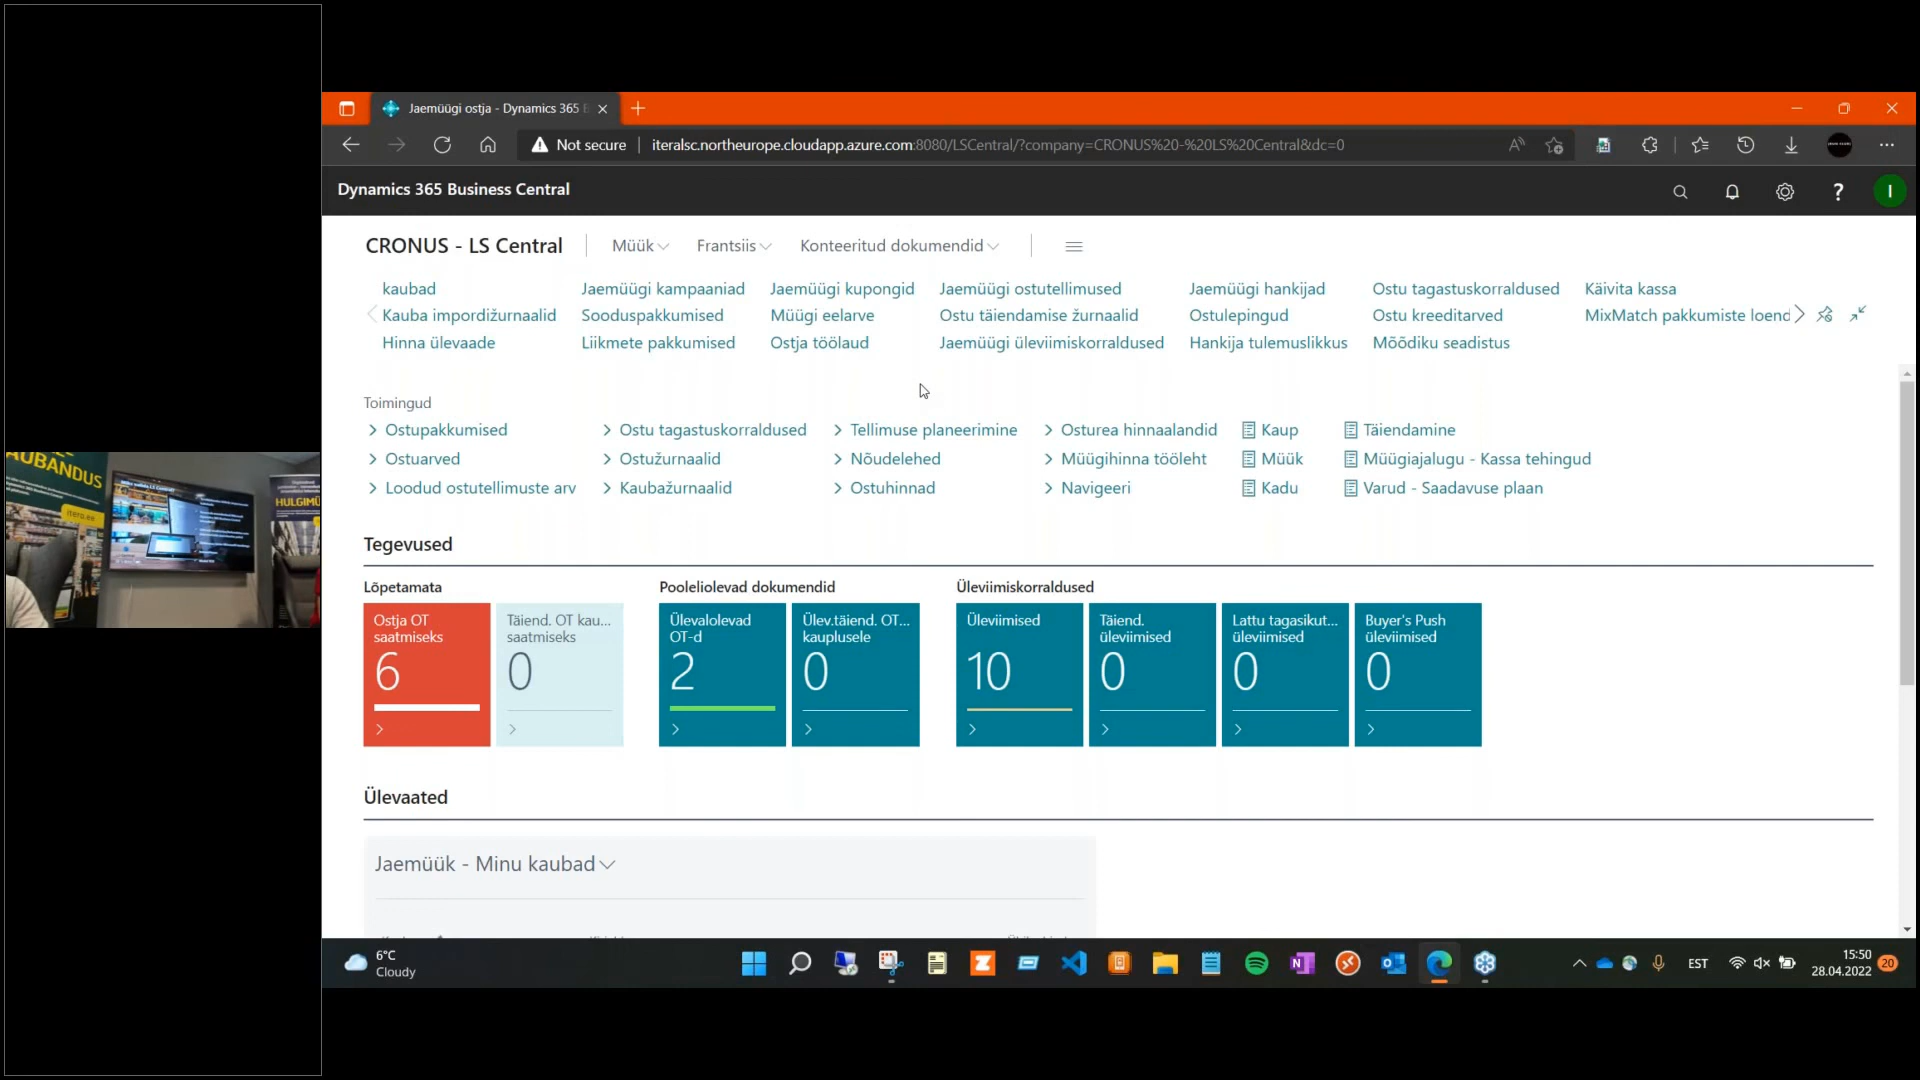 Jaemüügi ostja - Dynamics 365
Not secure
iteralsc.northeurope.cloudapp.azure.com:8080/LSCentral/?company=CRONUS%20-%20LS%20Central&dc=0
Dynamics 365 Business Central
?
I
CRONUS - LS Central
Müük
Frantsiis
Konteeritud dokumendid
kaubad
Jaemüügi kampaaniad
Jaemüügi kupongid
Jaemüügi ostutellimused
Jaemüügi hankijad
Ostu tagastuskorraldused
Käivita kassa
Kauba impordižurnaalid
Sooduspakkumised
Müügi eelarve
Ostu täiendamise žurnaalid
Ostulepingud
Ostu kreeditarved
MixMatch pakkumiste loend
Hinna ülevaade
Liikmete pakkumised
Ostja töölaud
Jaemüügi üleviimiskorraldused
Hankija tulemuslikkus
Mõõdiku seadistus
Toimingud
Ostupakkumised
Ostu tagastuskorraldused
Tellimuse planeerimine
Osturea hinnaalandid
Kaup
Täiendamine
Ostuarved
Ostužurnaalid
Nõudelehed
Müügihinna tööleht
Müük
Müügiajalugu - Kassa tehingud
Loodud ostutellimuste arv
Kaubažurnaalid
Ostuhinnad
Navigeeri
Kadu
Varud - Saadavuse plaan
Tegevused
Lõpetamata
Pooleliolevad dokumendid
Üleviimiskorraldused
Ostja OT
saatmiseks
6
Täiend. OT kau...
saatmiseks
0
Ülevalolevad
OT-d
2
Ülev.täiend. OT...
kauplusele
0
Üleviimised
10
Täiend.
üleviimised
0
Lattu tagasikut...
üleviimised
0
Buyer's Push
üleviimised
0
Ülevaated
Jaemüük - Minu kaubad
AUBANDUS
itero.ee
HULGIMÜ
6°C
Cloudy
EST
15:50
28.04.2022
20